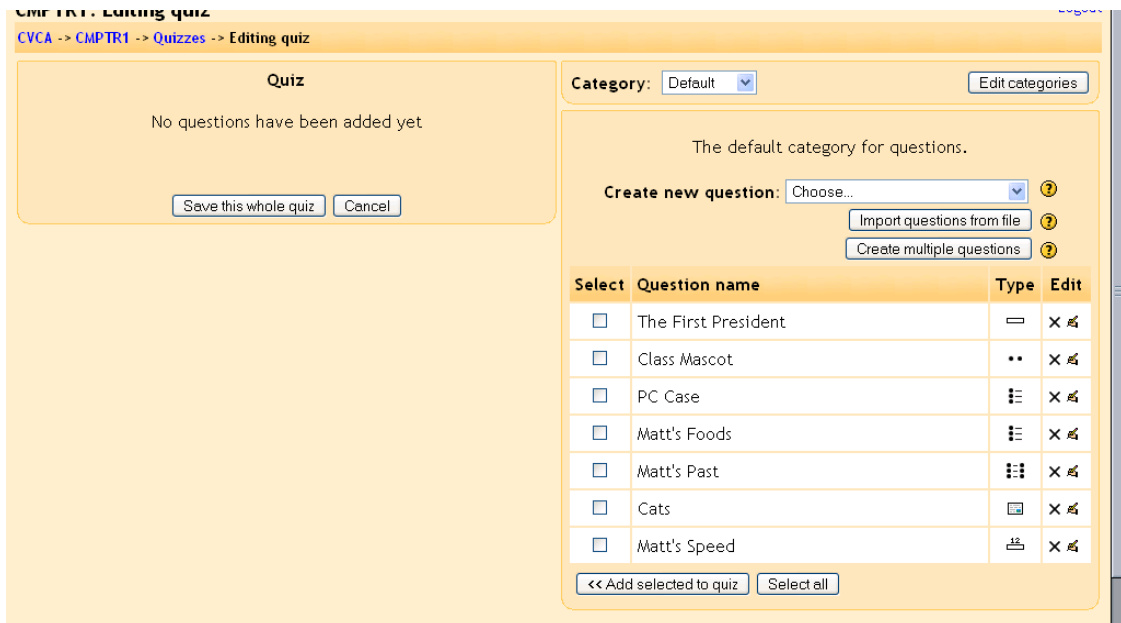 CMPTR1: Editing quiz
Logout
CVCA -> CMPTR1 -> Quizzes -> Editing quiz
Quiz
No questions have been added yet
Save this whole quiz Cancel
Category: Default Edit categories
The default category for questions.
Create new question: Choose... ?
Import questions from file ?
Create multiple questions ?
Select Question name Type Edit
The First President
Class Mascot
PC Case
Matt's Foods
Matt's Past
Cats
Matt's Speed 12
<< Add selected to quiz Select all